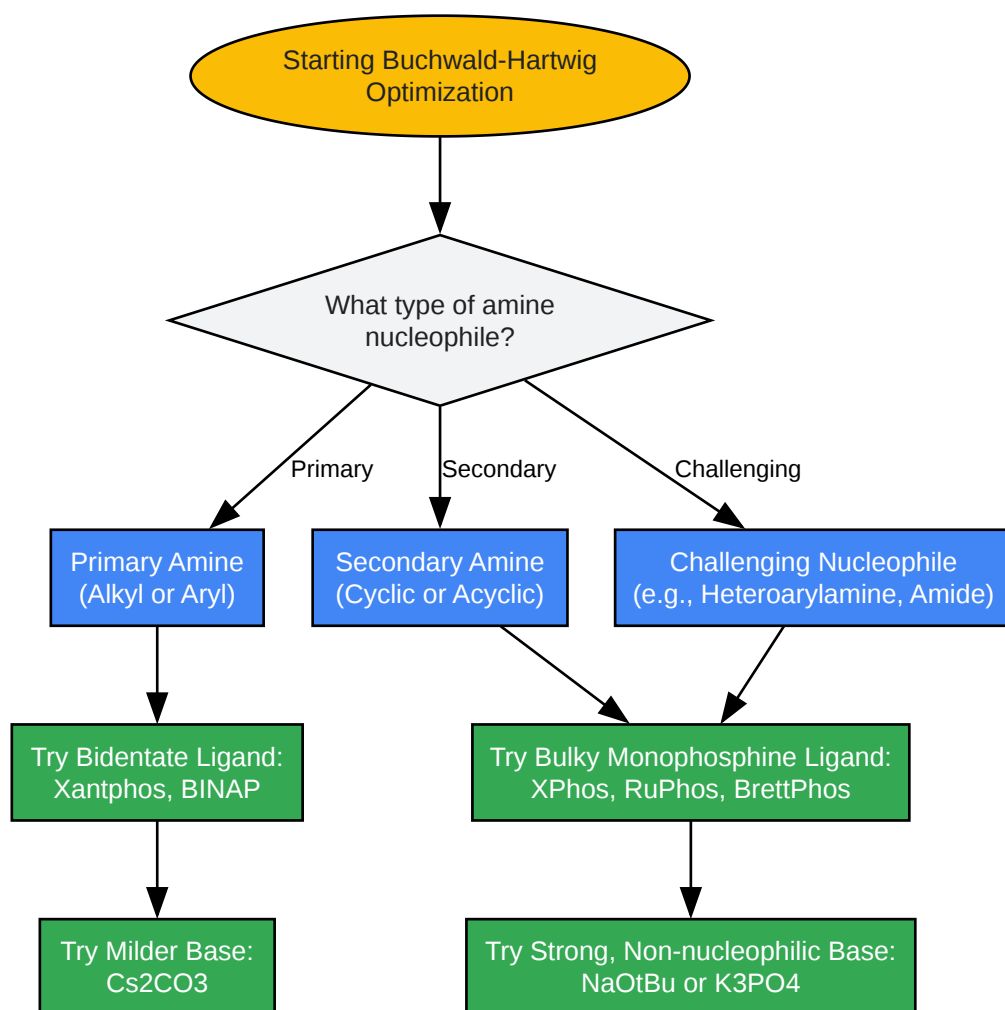 Starting Buchwald-Hartwig
Optimization
What type of amine
nucleophile?
Primary
Secondary
Challenging
Primary Amine
(Alkyl or Aryl)
Secondary Amine
(Cyclic or Acyclic)
Challenging Nucleophile
(e.g., Heteroarylamine, Amide)
Try Bidentate Ligand:
Xantphos, BINAP
Try Bulky Monophosphine Ligand:
XPhos, RuPhos, BrettPhos
Try Milder Base:
Cs2CO3
Try Strong, Non-nucleophilic Base:
NaOtBu or K3PO4